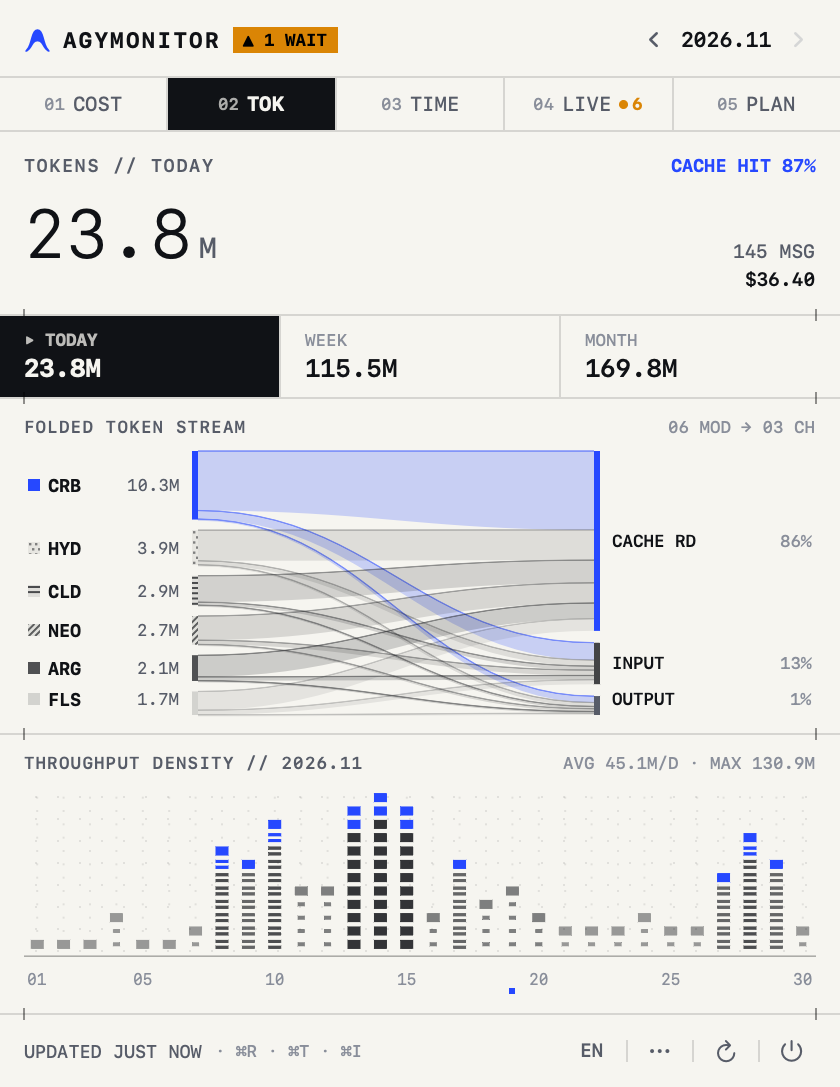 AGYMONITOR ▲ 1 WAIT 2026.11
01 COST 02 TOK 03 TIME 04 LIVE 6 05 PLAN
TOKENS // TODAY CACHE HIT 87%
23.8 M
145 MSG
$36.40
▸ TODAY WEEK MONTH
23.8M 115.5M 169.8M
FOLDED TOKEN STREAM 06 MOD → 03 CH
CRB 10.3M
HYD 3.9M CACHE RD 86%
CLD 2.9M
NEO 2.7M
ARG 2.1M INPUT 13%
FLS 1.7M OUTPUT 1%
THROUGHPUT DENSITY // 2026.11 AVG 45.1M/D · MAX 130.9M
01 05 10 15 20 25 30
UPDATED JUST NOW · ⌘R · ⌘T · ⌘I EN